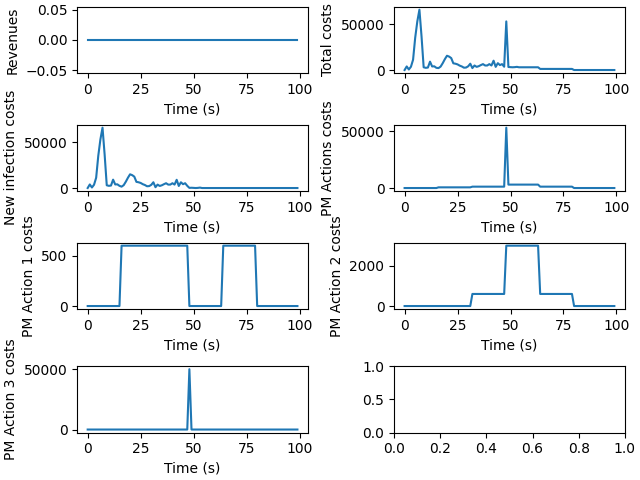 Revenues
0.05
0.00
−0.05
0 25 50 75 100
Time (s)
Total costs
50000
0
0 25 50 75 100
Time (s)
New infection costs
50000
0
0 25 50 75 100
Time (s)
PM Actions costs
50000
0
0 25 50 75 100
Time (s)
PM Action 1 costs
500
0
0 25 50 75 100
Time (s)
PM Action 2 costs
2000
0
0 25 50 75 100
Time (s)
PM Action 3 costs
50000
0
0 25 50 75 100
Time (s)
1.0
0.5
0.0
0.0 0.2 0.4 0.6 0.8 1.0